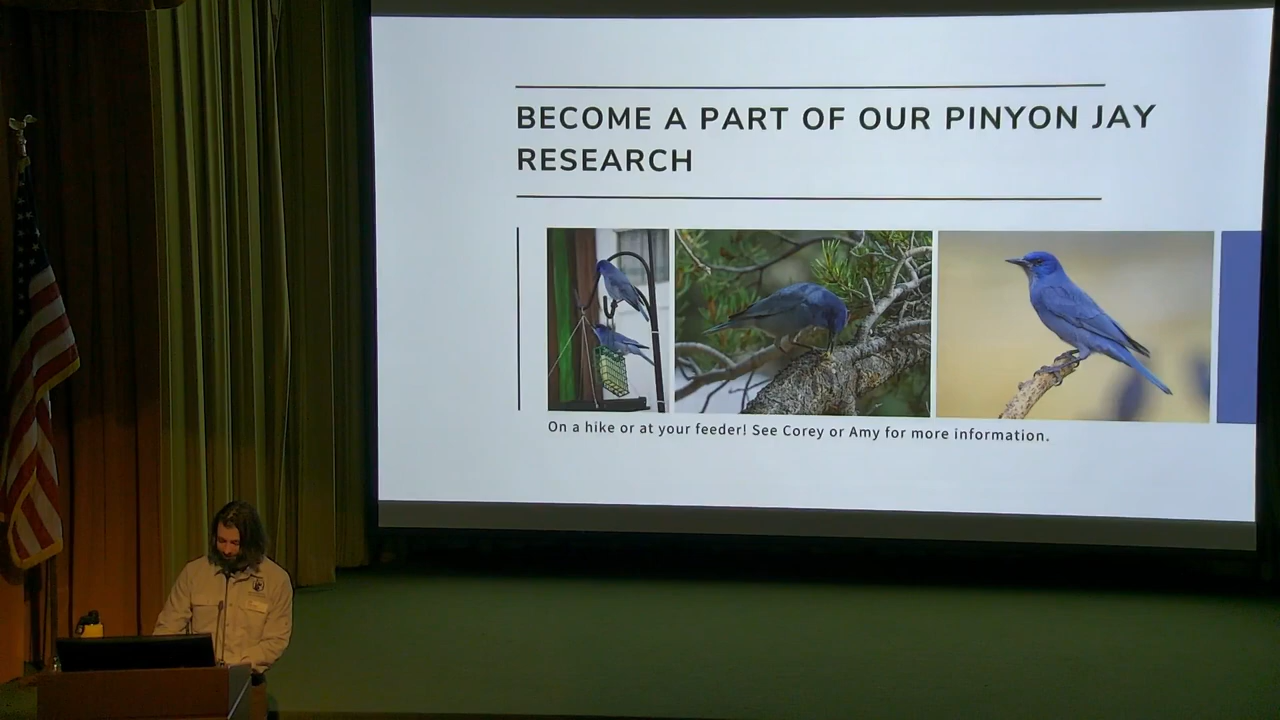 BECOME A PART OF OUR PINYON JAY
RESEARCH
On a hike or at your feeder! See Corey or Amy for more information.